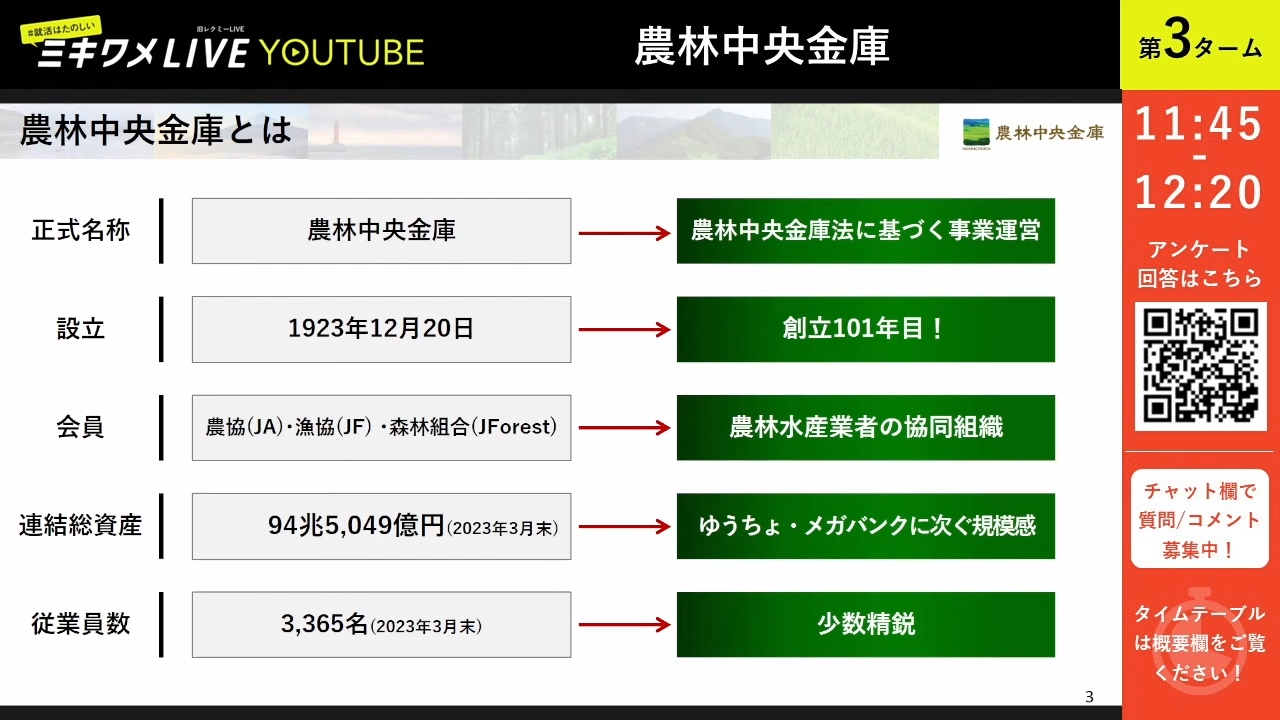 #就活はたのしい
旧レクミーLIVE
ミキワメLIVE YOUTUBE
農林中央金庫
第3ターム
農林中央金庫とは
農林中央金庫
正式名称
農林中央金庫
農林中央金庫法に基づく事業運営
設立
1923年12月20日
創立101年目！
会員
農協(JA)･漁協(JF) ･森林組合(JForest)
農林水産業者の協同組織
連結総資産
94兆5,049億円(2023年3月末)
ゆうちょ・メガバンクに次ぐ規模感
従業員数
3,365名(2023年3月末)
少数精鋭
3
11:45
-
12:20
アンケート
回答はこちら
チャット欄で
質問/コメント
募集中！
タイムテーブル
は概要欄をご覧
ください！